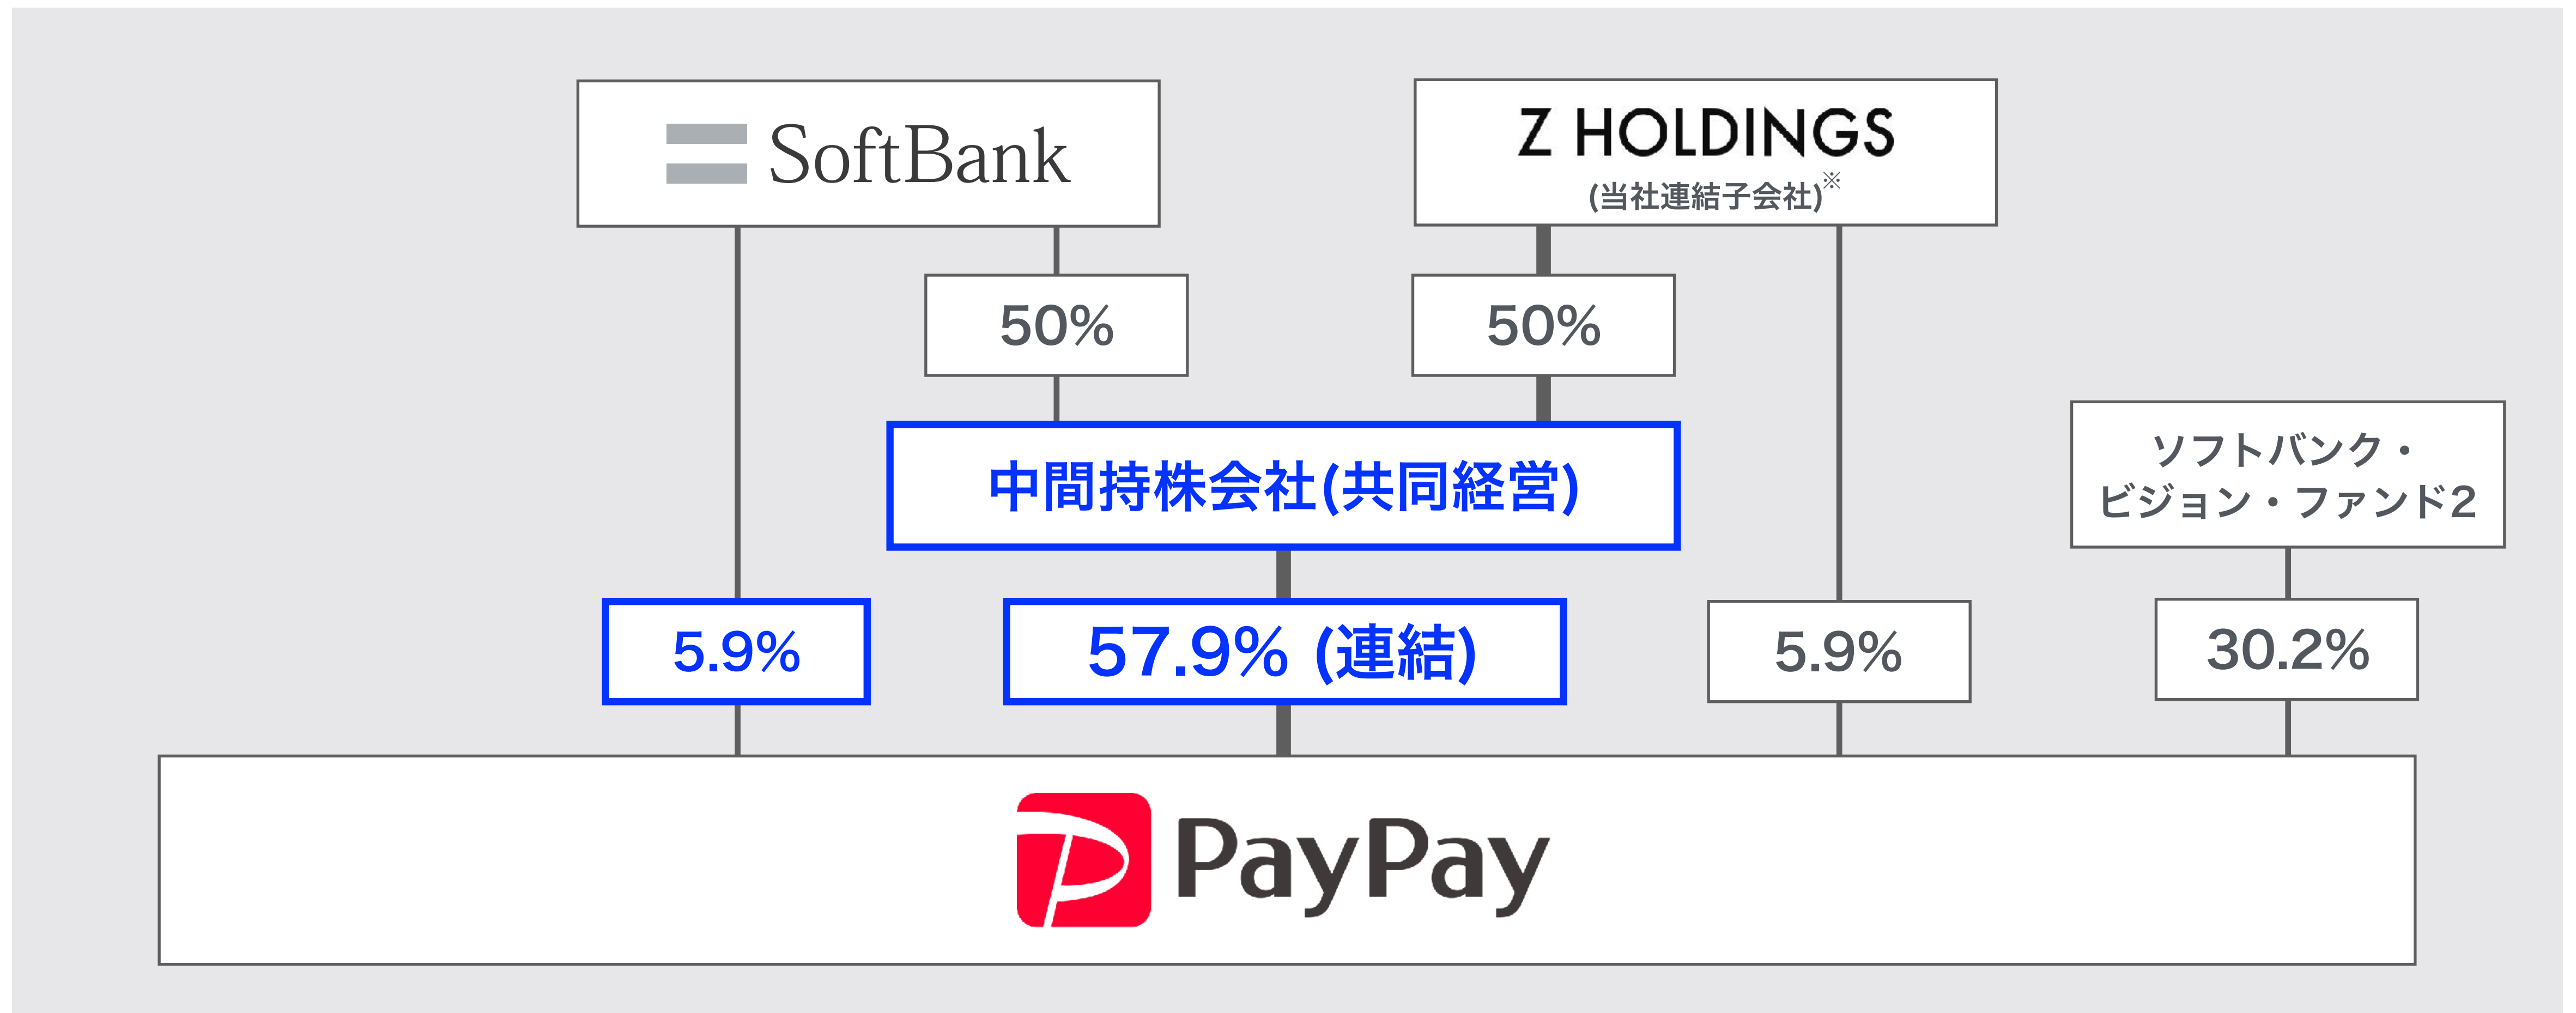 SoftBank
Z HOLDINGS
(当社連結子会社)※
50%
50%
中間持株会社(共同経営)
ソフトバンク・
ビジョン・ファンド2
5.9%
57.9% (連結)
5.9%
30.2%
PayPay